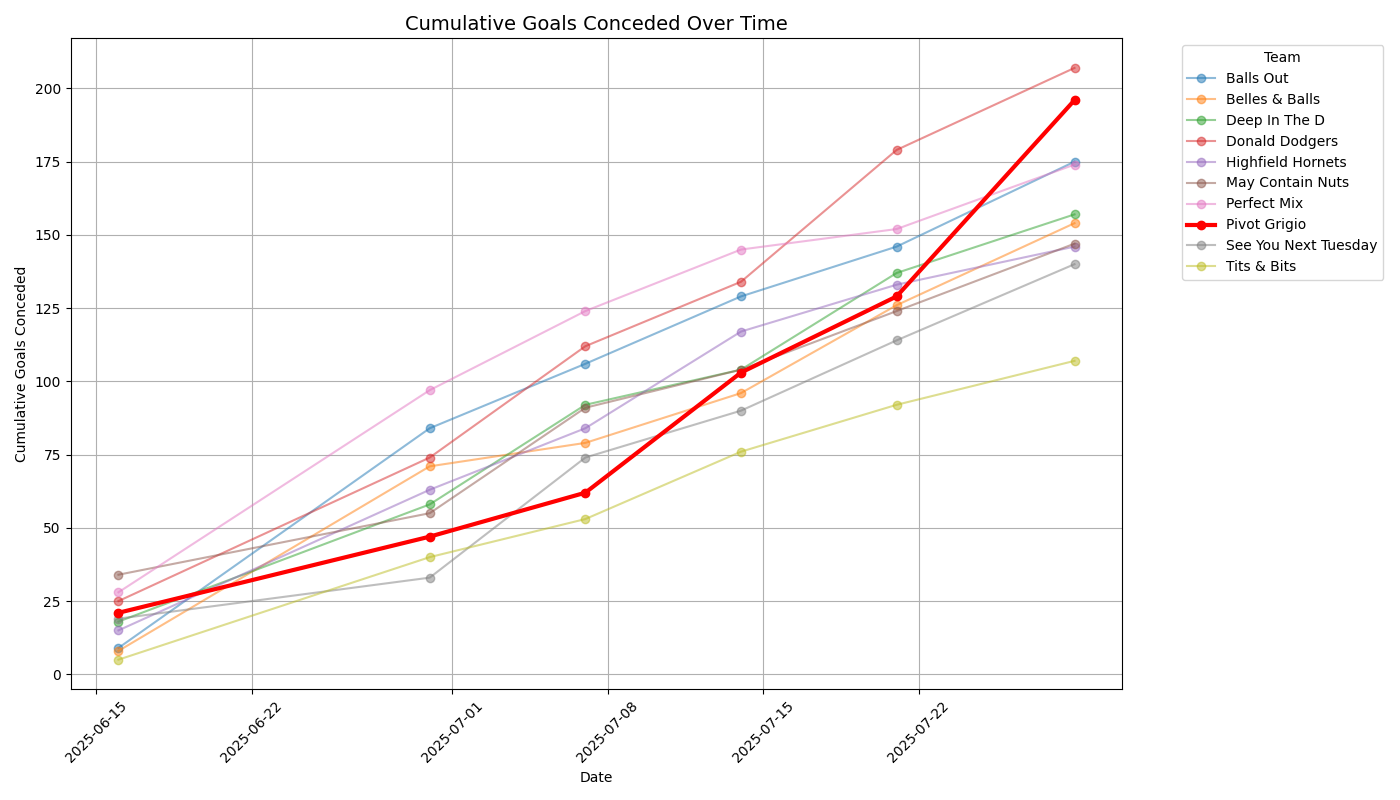 Cumulative Goals Conceded Over Time
Cumulative Goals Conceded
200
175
150
125
100
75
50
25
0
2025-06-15
2025-06-22
2025-07-01
2025-07-08
2025-07-15
2025-07-22
Date
Team
Balls Out
Belles & Balls
Deep In The D
Donald Dodgers
Highfield Hornets
May Contain Nuts
Perfect Mix
Pivot Grigio
See You Next Tuesday
Tits & Bits